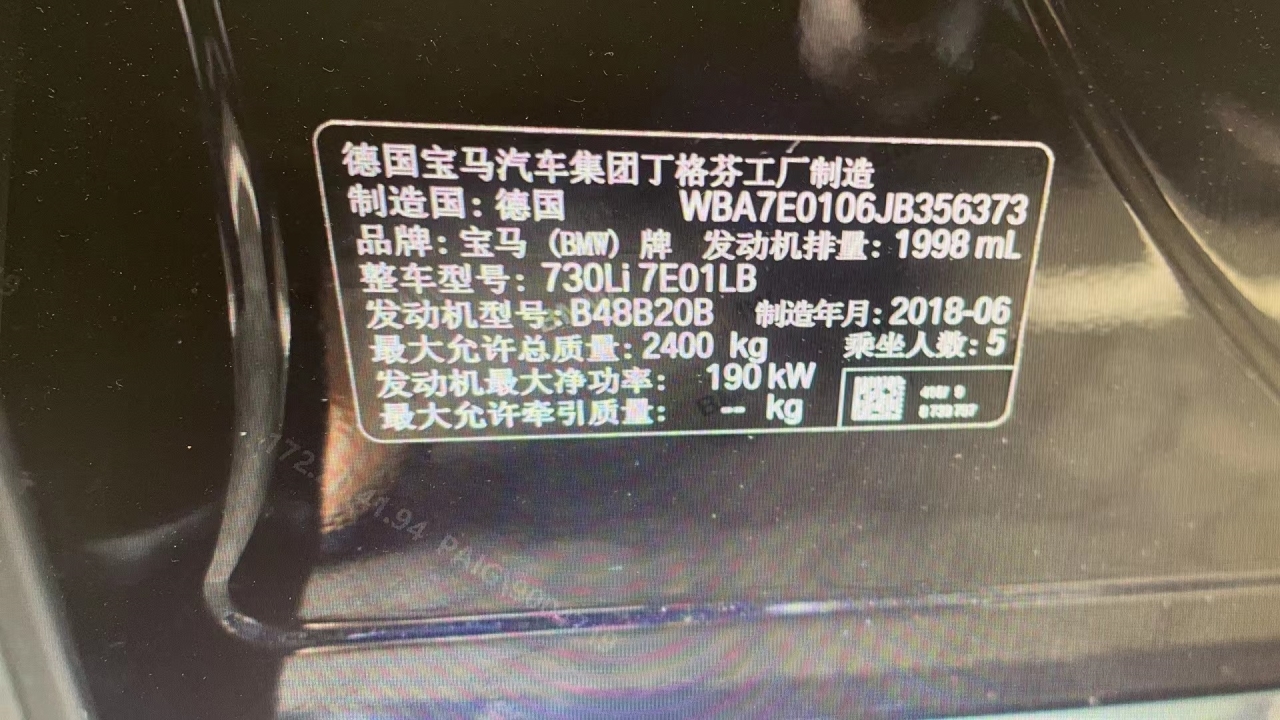 德国宝马汽车集团丁格芬工厂制造
制造国：德国 WBA7E0106JB356373
品牌：宝马（BMW）牌 发动机排量：1998 mL
整车型号：730Li 7E01LB
发动机型号：B48B20B 制造年月：2018-06
最大允许总质量：2400 kg 乘坐人数：5
发动机最大净功率： 190 kW
最大允许牵引质量： -- kg